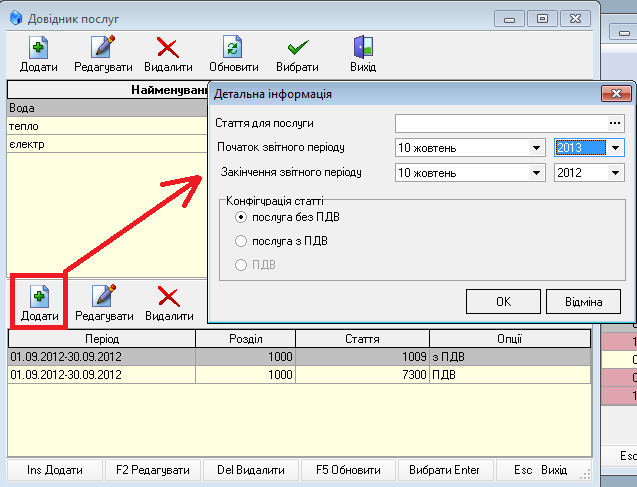 Довідник послуг
Додати Редагувати Видалити Обновити Вибрати Вихід
Найменуванн
Вода
тепло
єлектр
Детальна інформація
Стаття для послуги ...
Початок звітного періоду 10 жовтень 2013
Закінчення звітного періоду 10 жовтень 2012
Конфігурація статті
послуга без ПДВ
послуга з ПДВ
ПДВ
OK Відміна
Додати Редагувати Видалити
Період Розділ Стаття Опції
01.09.2012-30.09.2012 1000 1009 з ПДВ
01.09.2012-30.09.2012 1000 7300 ПДВ
Ins Додати F2 Редагувати Del Видалити F5 Обновити Вибрати Enter Esc Вихід
Esc